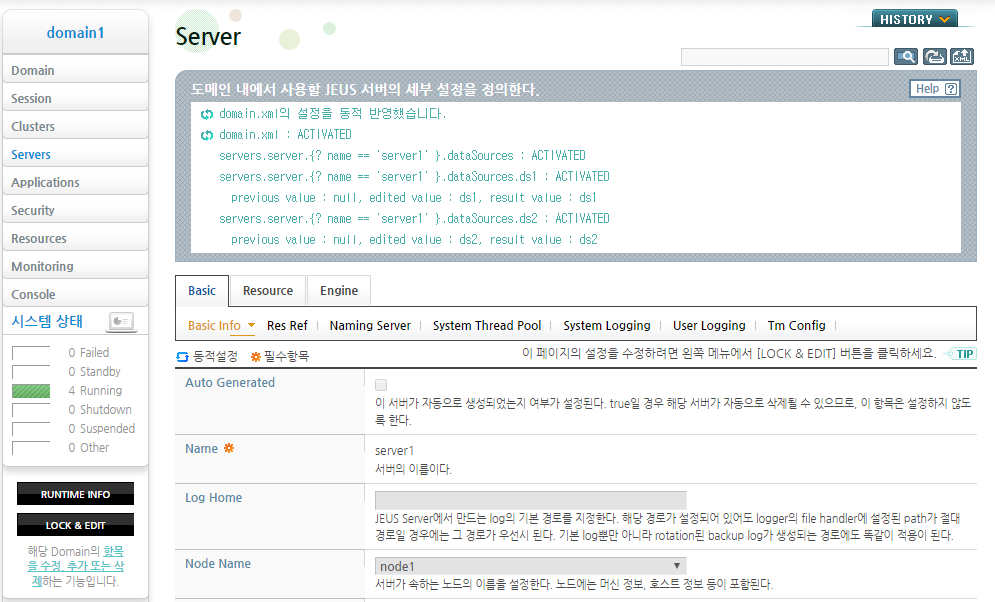 domain1
Domain
Session
Clusters
Servers
Applications
Security
Resources
Monitoring
Console
시스템 상태
0 Failed
0 Standby
4 Running
0 Shutdown
0 Suspended
0 Other
RUNTIME INFO
LOCK & EDIT
해당 Domain의 항목
을 수정, 추가 또는 삭
제하는 기능입니다.
Server
HISTORY
XML
도메인 내에서 사용할 JEUS 서버의 세부 설정을 정의한다.
Help ?
domain.xml의 설정을 동적 반영했습니다.
domain.xml : ACTIVATED
servers.server.{? name == 'server1' }.dataSources : ACTIVATED
servers.server.{? name == 'server1' }.dataSources.ds1 : ACTIVATED
previous value : null, edited value : ds1, result value : ds1
servers.server.{? name == 'server1' }.dataSources.ds2 : ACTIVATED
previous value : null, edited value : ds2, result value : ds2
Basic Resource Engine
Basic Info Res Ref Naming Server System Thread Pool System Logging User Logging Tm Config
동적설정 필수항목 이 페이지의 설정을 수정하려면 왼쪽 메뉴에서 [LOCK & EDIT] 버튼을 클릭하세요. TIP
Auto Generated
이 서버가 자동으로 생성되었는지 여부가 설정된다. true일 경우 해당 서버가 자동으로 삭제될 수 있으므로, 이 항목은 설정하지 않도
록 한다.
Name server1
서버의 이름이다.
Log Home
JEUS Server에서 만드는 log의 기본 경로를 지정한다. 해당 경로가 설정되어 있어도 logger의 file handler에 설정된 path가 절대
경로일 경우에는 그 경로가 우선시 된다. 기본 log뿐만 아니라 rotation된 backup log가 생성되는 경로에도 똑같이 적용이 된다.
Node Name node1
서버가 속하는 노드의 이름을 설정한다. 노드에는 머신 정보, 호스트 정보 등이 포함된다.